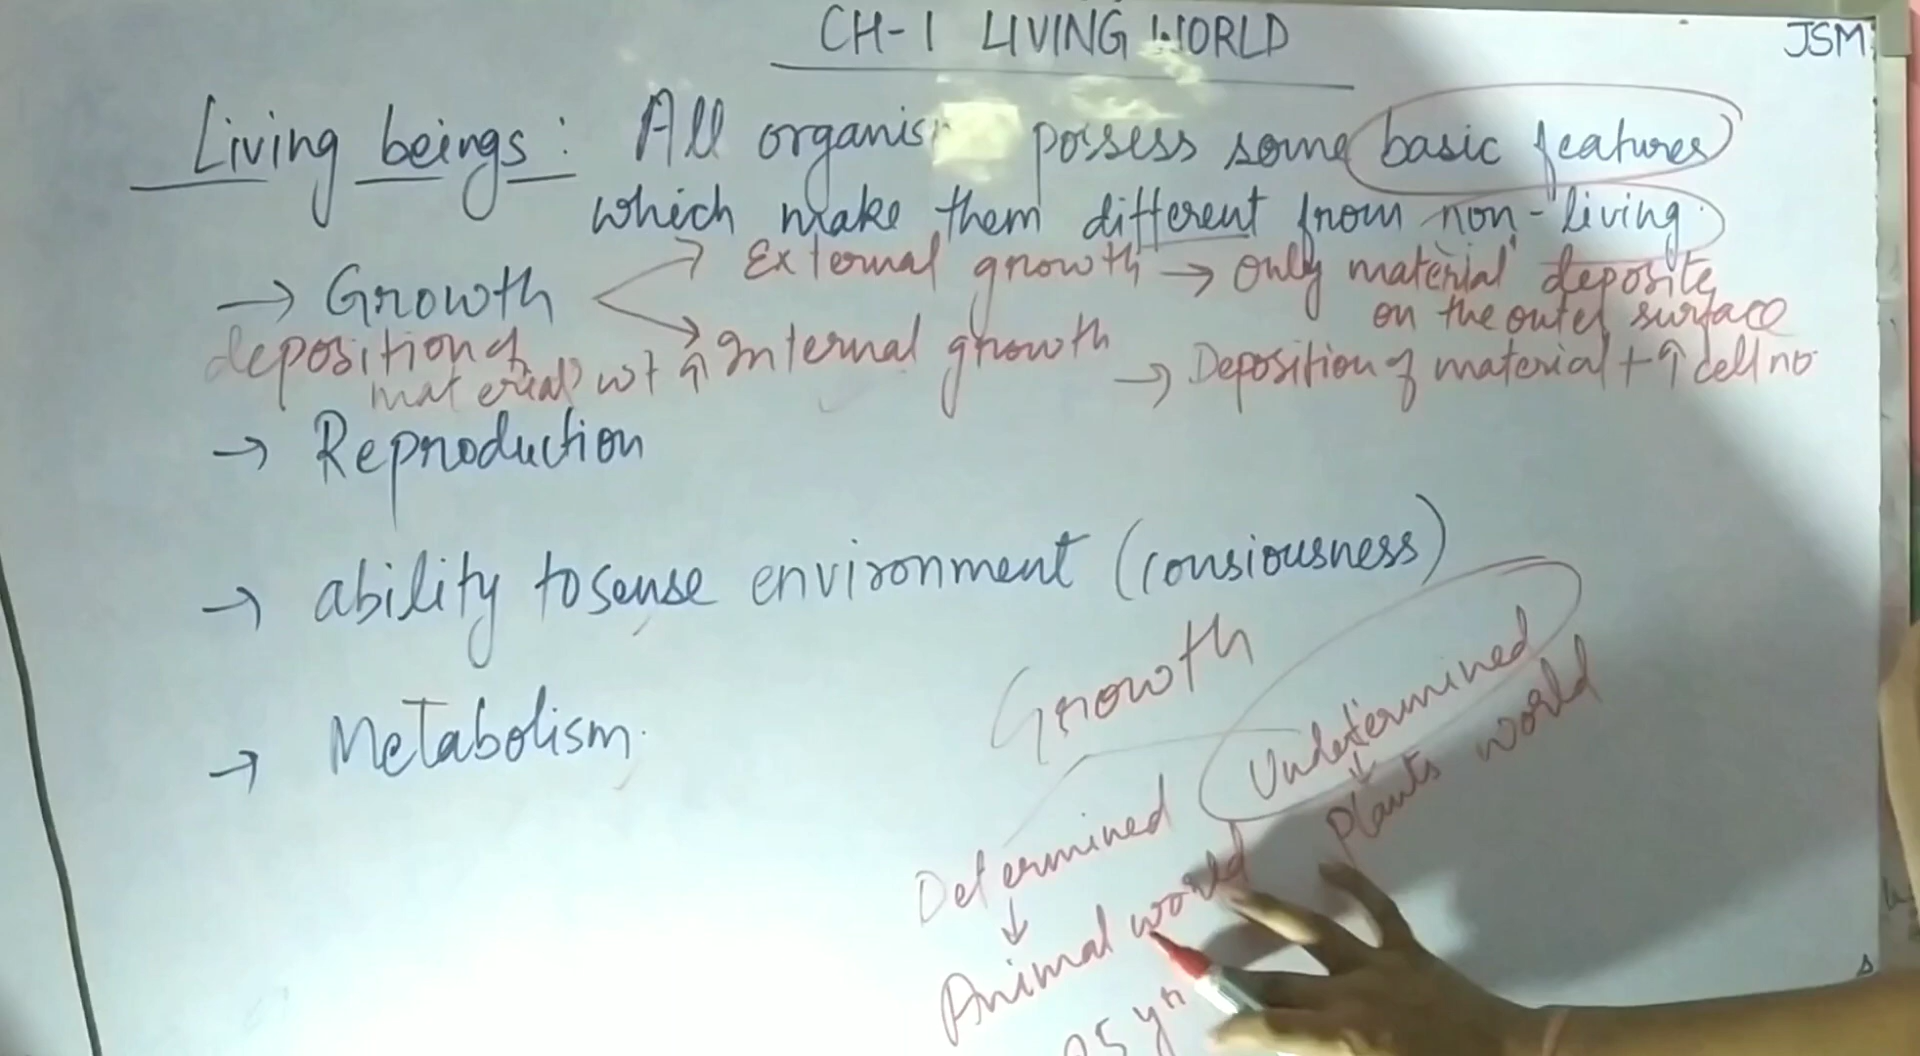 CH-1 LIVING WORLD
JSM
Living beings: All organis possess some basic features
which make them different from non-living.
→ Growth
External growth → Only material deposite
on the outer surface
Internal growth → Deposition of material + ↑ cell no
deposition of
material wt ↑
→ Reproduction
→ ability to sense environment (consiousness)
→ Metabolism.
Growth
Determined
↓
Animal world
Undetermined
↓
Plants world
25 yr